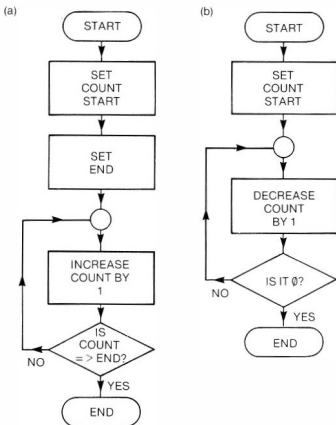 (a)
START
SET
COUNT
START
SET
END
INCREASE
COUNT BY
1
IS
COUNT
= > END?
NO
YES
END
(b)
START
SET
COUNT
START
DECREASE
COUNT
BY 1
IS IT Ø?
NO
YES
END